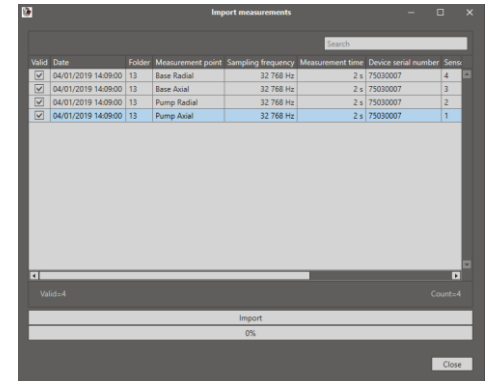 Import measurements
Search
Valid Date Folder Measurement point Sampling frequency Measurement time Device serial number Sens
04/01/2019 14:09:00 13 Base Radial 32 768 Hz 2 s 75030007 4
04/01/2019 14:09:00 13 Base Axial 32 768 Hz 2 s 75030007 3
04/01/2019 14:09:00 13 Pump Radial 32 768 Hz 2 s 75030007 2
04/01/2019 14:09:00 13 Pump Axial 32 768 Hz 2 s 75030007 1
Valid=4 Count=4
Import
0%
Close